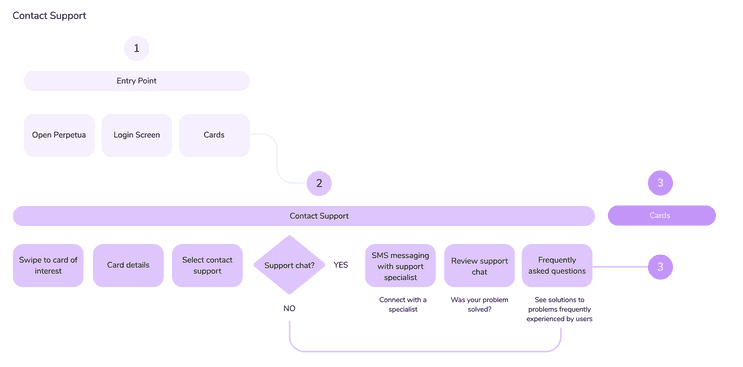 Contact Support
1
Entry Point
Open Perpetua
Login Screen
Cards
2
3
Contact Support
Cards
Swipe to card of
interest
Card details
Select contact
support
Support chat?
YES
SMS messaging
with support
specialist
Review support
chat
Frequently
asked questions
3
NO
Connect with a
specialist
Was your problem
solved?
See solutions to
problems frequently
experienced by users